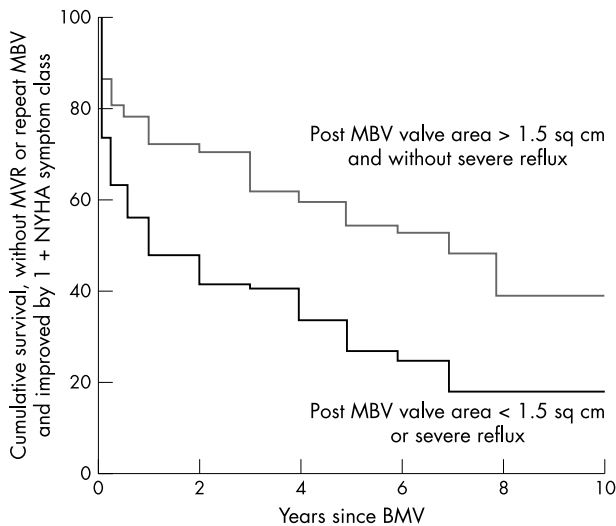 Cumulative survival, without MVR or repeat MBV
and improved by 1 + NYHA symptom class
100
80
60
40
20
0
Post MBV valve area > 1.5 sq cm
and without severe reflux
Post MBV valve area < 1.5 sq cm
or severe reflux
0 2 4 6 8 10
Years since BMV